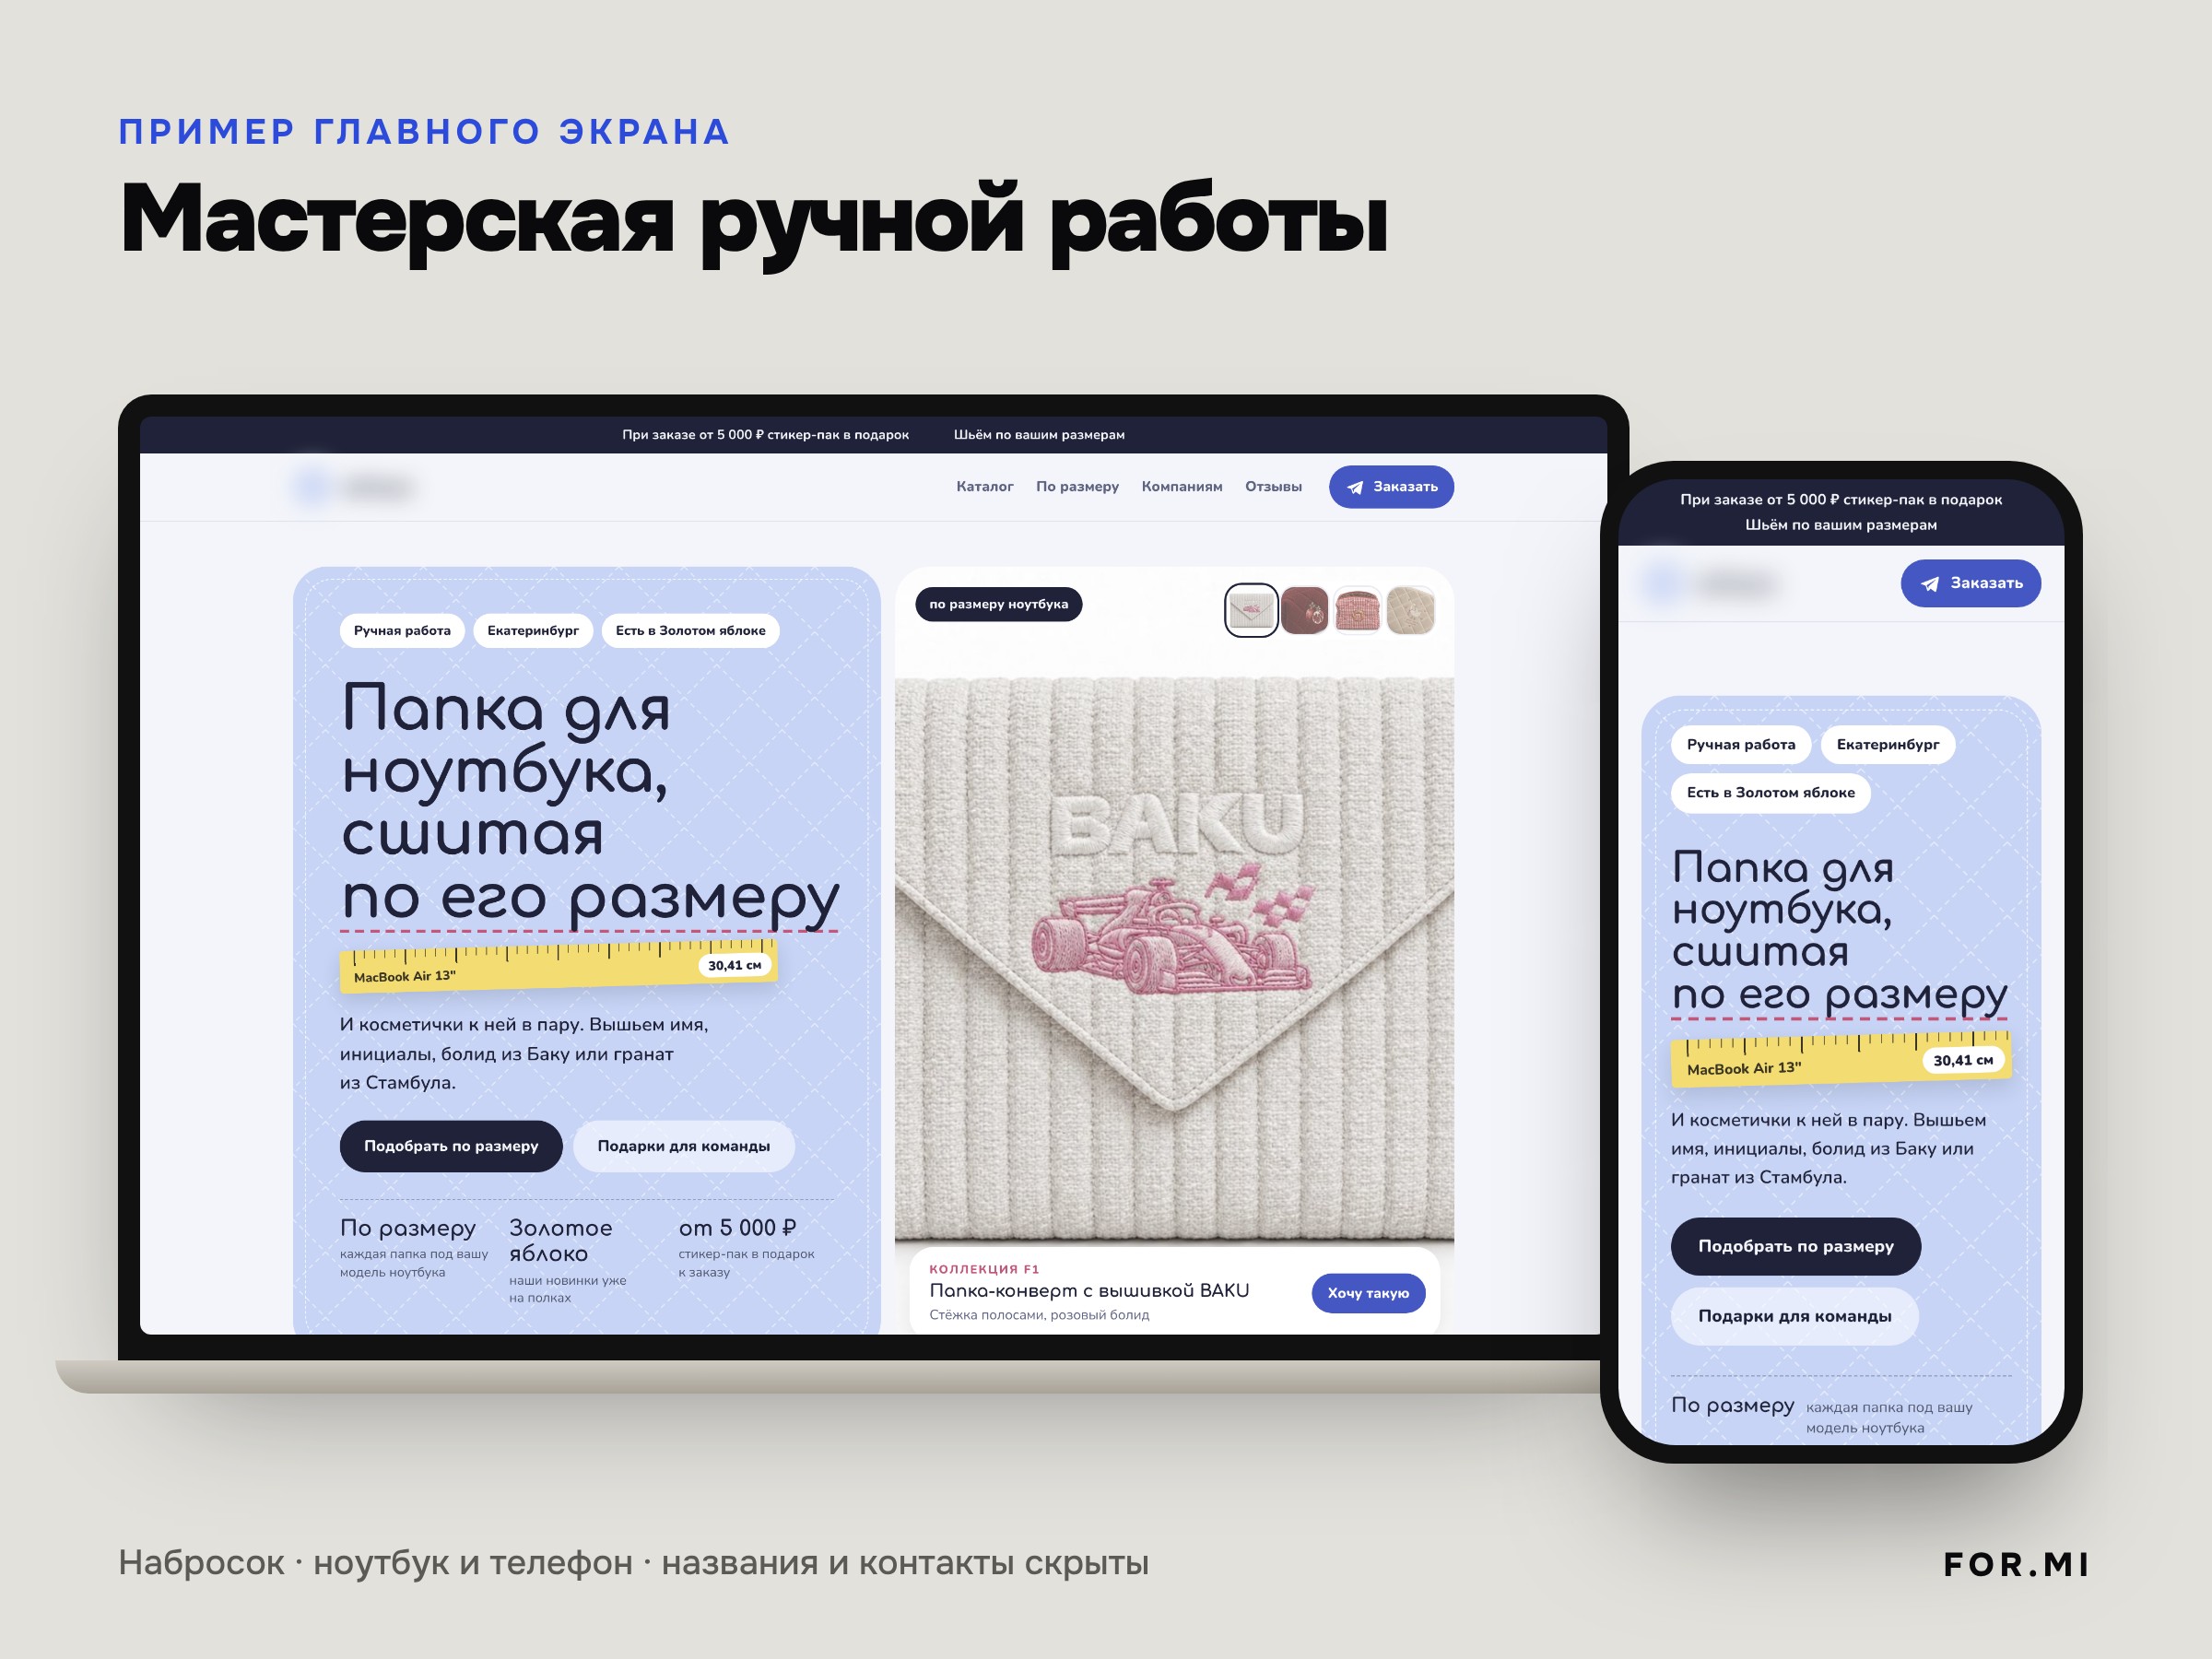 ПРИМЕР ГЛАВНОГО ЭКРАНА
Мастерская ручной работы
При заказе от 5 000 ₽ стикер-пак в подарок
Шьём по вашим размерам
Каталог
По размеру
Компаниям
Отзывы
Заказать
Ручная работа
Екатеринбург
Есть в Золотом яблоке
Папка для
ноутбука,
сшитая
по его размеру
MacBook Air 13"
30,41 см
И косметички к ней в пару. Вышьем имя,
инициалы, болид из Баку или гранат
из Стамбула.
Подобрать по размеру
Подарки для команды
По размеру
каждая папка под вашу
модель ноутбука
Золотое
яблоко
наши новинки уже
на полках
от 5 000 ₽
стикер-пак в подарок
к заказу
по размеру ноутбука
BAKU
КОЛЛЕКЦИЯ F1
Папка-конверт с вышивкой BAKU
Стёжка полосами, розовый болид
Хочу такую
При заказе от 5 000 ₽ стикер-пак в подарок
Шьём по вашим размерам
Заказать
Ручная работа
Екатеринбург
Есть в Золотом яблоке
Папка для
ноутбука,
сшитая
по его размеру
MacBook Air 13"
30,41 см
И косметички к ней в пару. Вышьем
имя, инициалы, болид из Баку или
гранат из Стамбула.
Подобрать по размеру
Подарки для команды
По размеру
каждая папка под вашу
модель ноутбука
Набросок · ноутбук и телефон · названия и контакты скрыты
FOR.MI